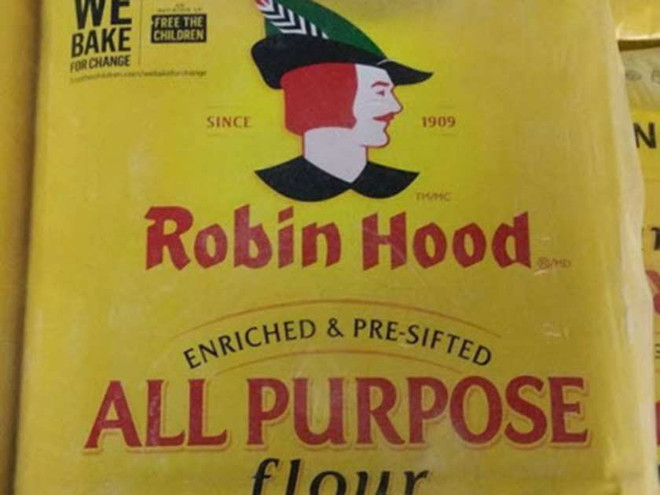 WE
BAKE
FOR CHANGE
FREE THE
CHILDREN
SINCE 1909
TM/MC
Robin Hood
®/MD
ENRICHED & PRE-SIFTED
ALL PURPOSE
flour
N